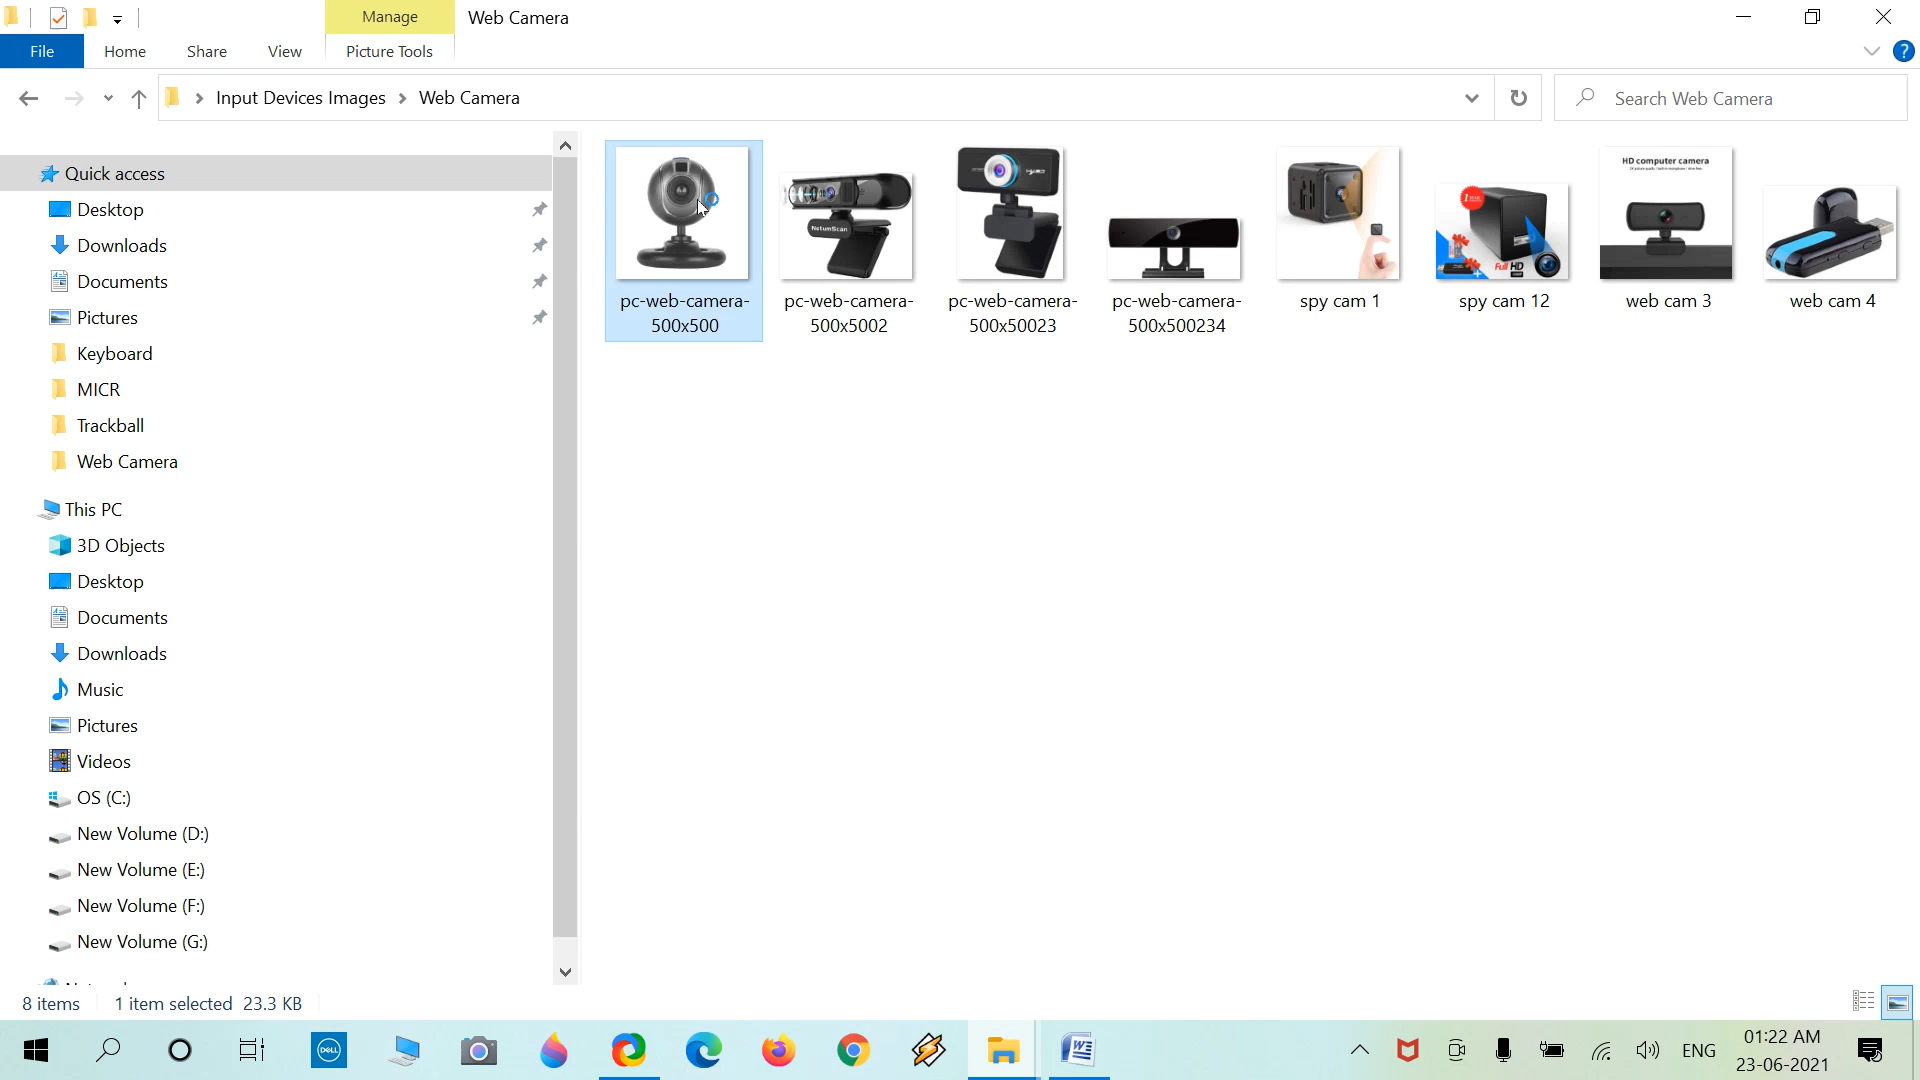 Manage
Web Camera
File
Home
Share
View
Picture Tools
Input Devices Images
Web Camera
Search Web Camera
Quick access
Desktop
Downloads
Documents
Pictures
Keyboard
MICR
Trackball
Web Camera
This PC
3D Objects
Desktop
Documents
Downloads
Music
Pictures
Videos
OS (C:)
New Volume (D:)
New Volume (E:)
New Volume (F:)
New Volume (G:)
NetumScan
HD computer camera
Full HD
pc-web-camera-
500x500
pc-web-camera-
500x5002
pc-web-camera-
500x50023
pc-web-camera-
500x500234
spy cam 1
spy cam 12
web cam 3
web cam 4
8 items
1 item selected 23.3 KB
DELL
ENG
01:22 AM
23-06-2021